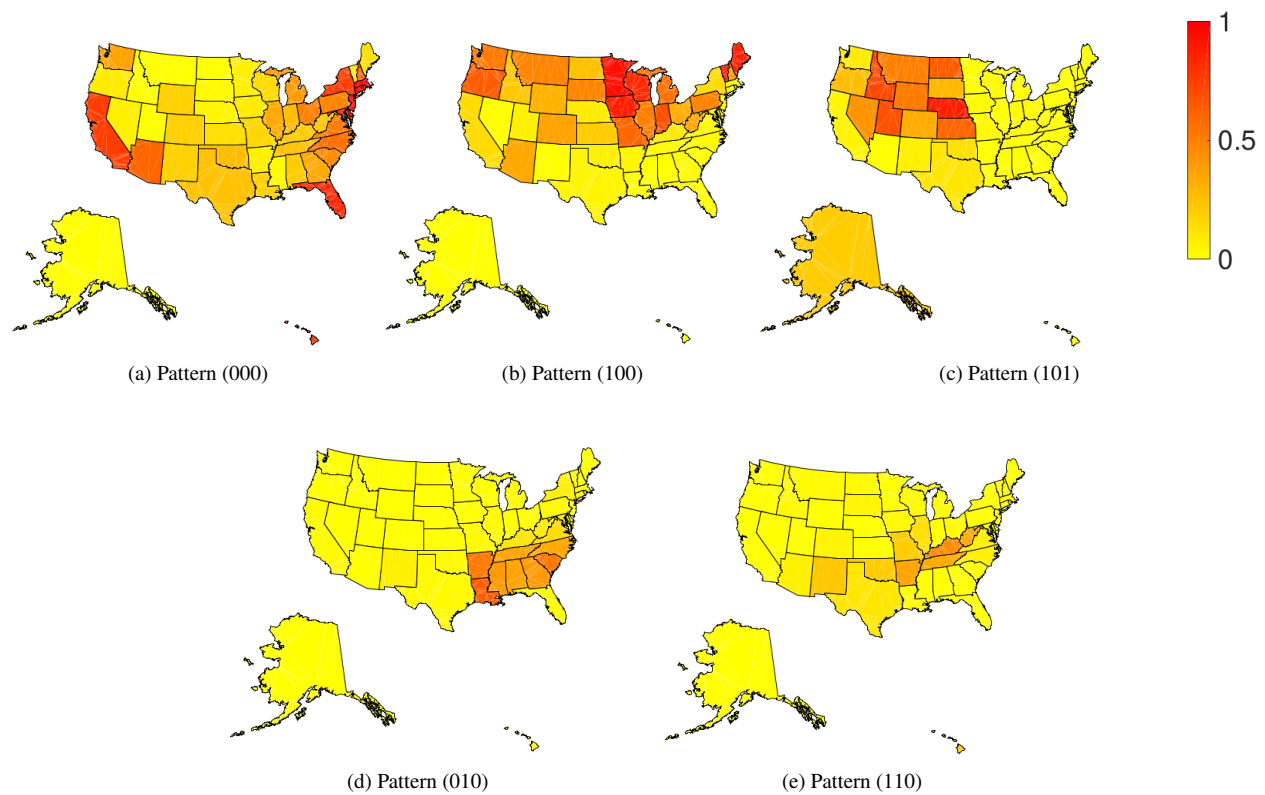 1
0.5
0
(a) Pattern (000)
(b) Pattern (100)
(c) Pattern (101)
(d) Pattern (010)
(e) Pattern (110)